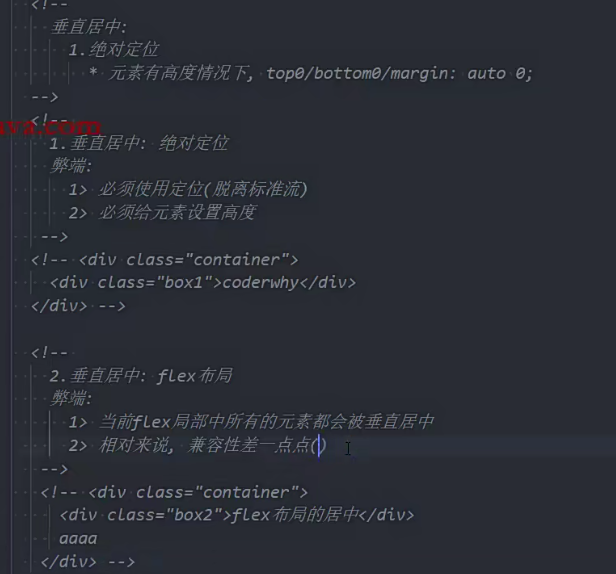 <!--
垂直居中:
1.绝对定位
* 元素有高度情况下, top0/bottom0/margin: auto 0;
-->
<!--
ava.com
1.垂直居中: 绝对定位
弊端:
1> 必须使用定位(脱离标准流)
2> 必须给元素设置高度
-->
<!-- <div class="container">
<div class="box1">coderwhy</div>
</div> -->
<!--
2.垂直居中: flex布局
弊端:
1> 当前flex局部中所有的元素都会被垂直居中
2> 相对来说, 兼容性差一点点()
-->
<!-- <div class="container">
<div class="box2">flex布局的居中</div>
aaaa
</div> -->